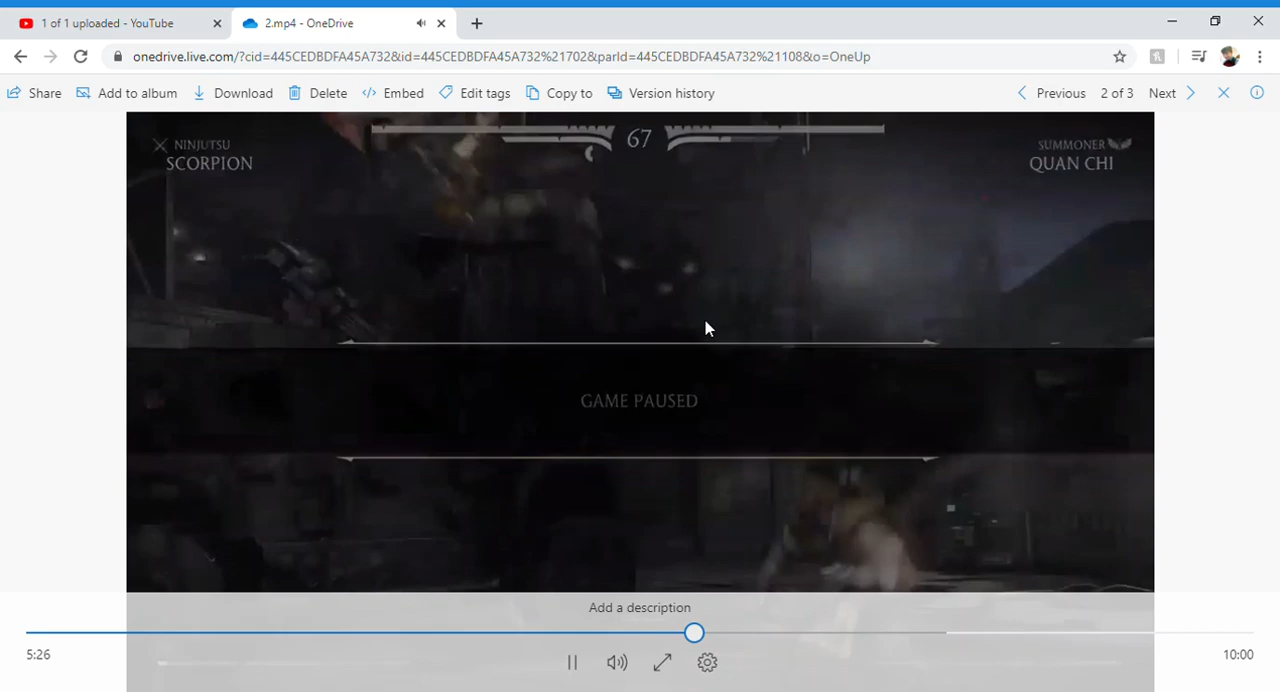 1 of 1 uploaded - YouTube
2.mp4 - OneDrive
onedrive.live.com/?cid=445CEDBDFA45A732&id=445CEDBDFA45A732%21702&parId=445CEDBDFA45A732%21108&o=OneUp
Share Add to album Download Delete Embed Edit tags Copy to Version history Previous 2 of 3 Next
NINJUTSU
SCORPION
67
SUMMONER
QUAN CHI
GAME PAUSED
Add a description
5:26
10:00